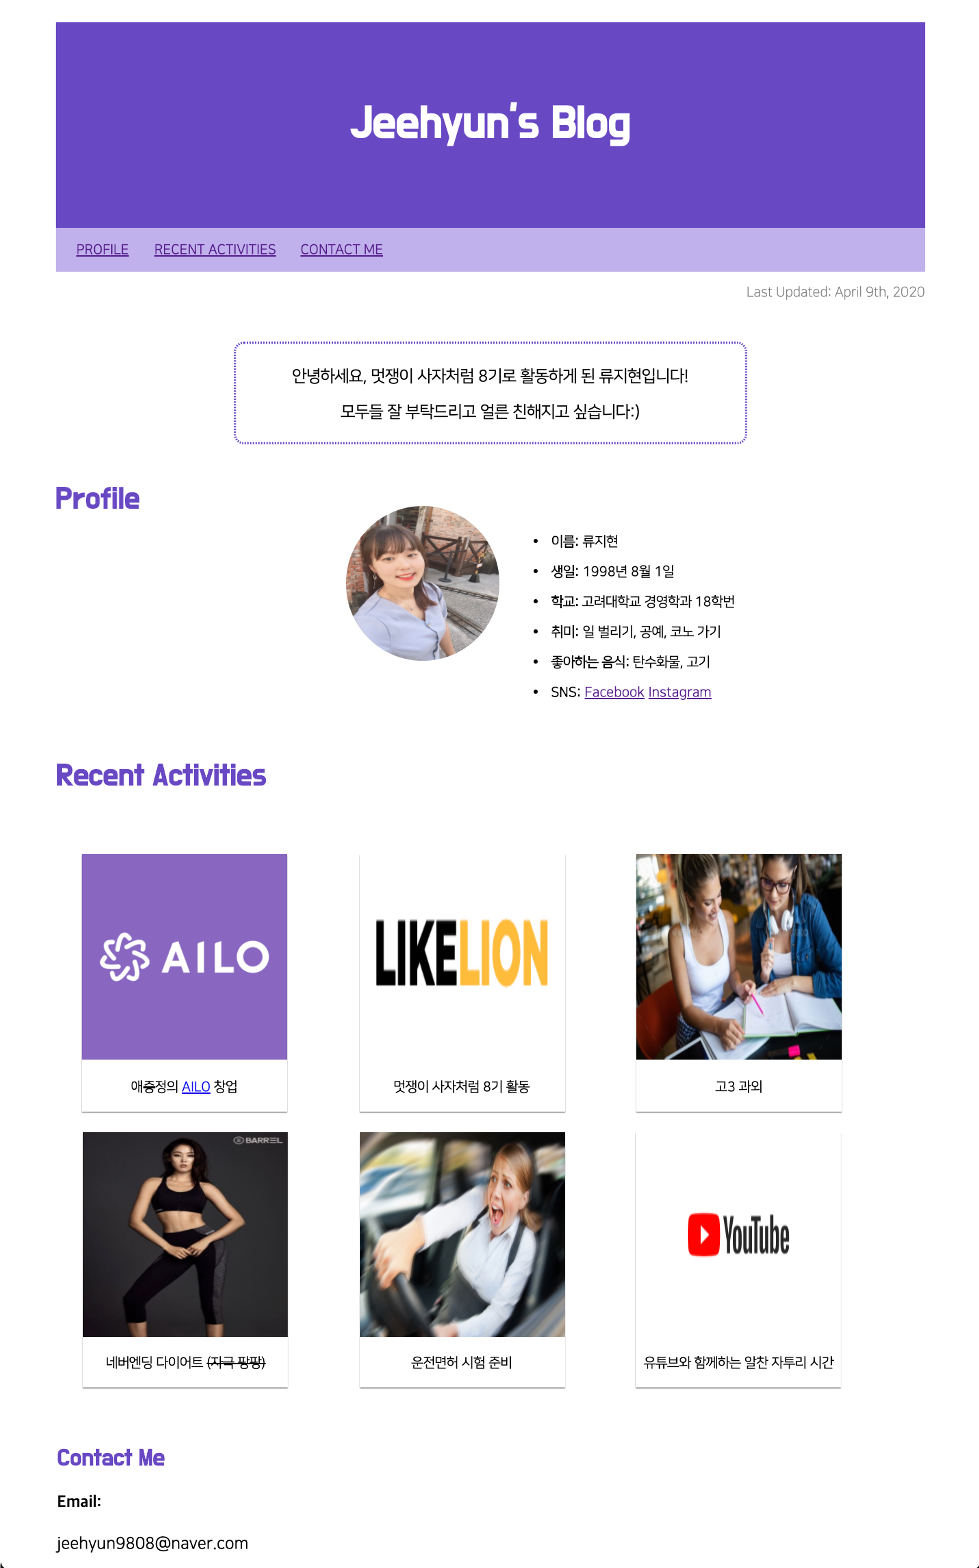 Jeehyun's Blog
PROFILE RECENT ACTIVITIES CONTACT ME
Last Updated: April 9th, 2020
안녕하세요, 멋쟁이 사자처럼 8기로 활동하게 된 류지현입니다!
모두들 잘 부탁드리고 얼른 친해지고 싶습니다:)
Profile
• 이름: 류지현
• 생일: 1998년 8월 1일
• 학교: 고려대학교 경영학과 18학번
• 취미: 일 벌리기, 공예, 코노 가기
• 좋아하는 음식: 탄수화물, 고기
• SNS: Facebook Instagram
Recent Activities
AILO
LIKELION
애증정의 AILO 창업
멋쟁이 사자처럼 8기 활동
고3 과외
BARREL
YouTube
네버엔딩 다이어트 (자극 팡팡)
운전면허 시험 준비
유튜브와 함께하는 알찬 자투리 시간
Contact Me
Email:
jeehyun9808@naver.com